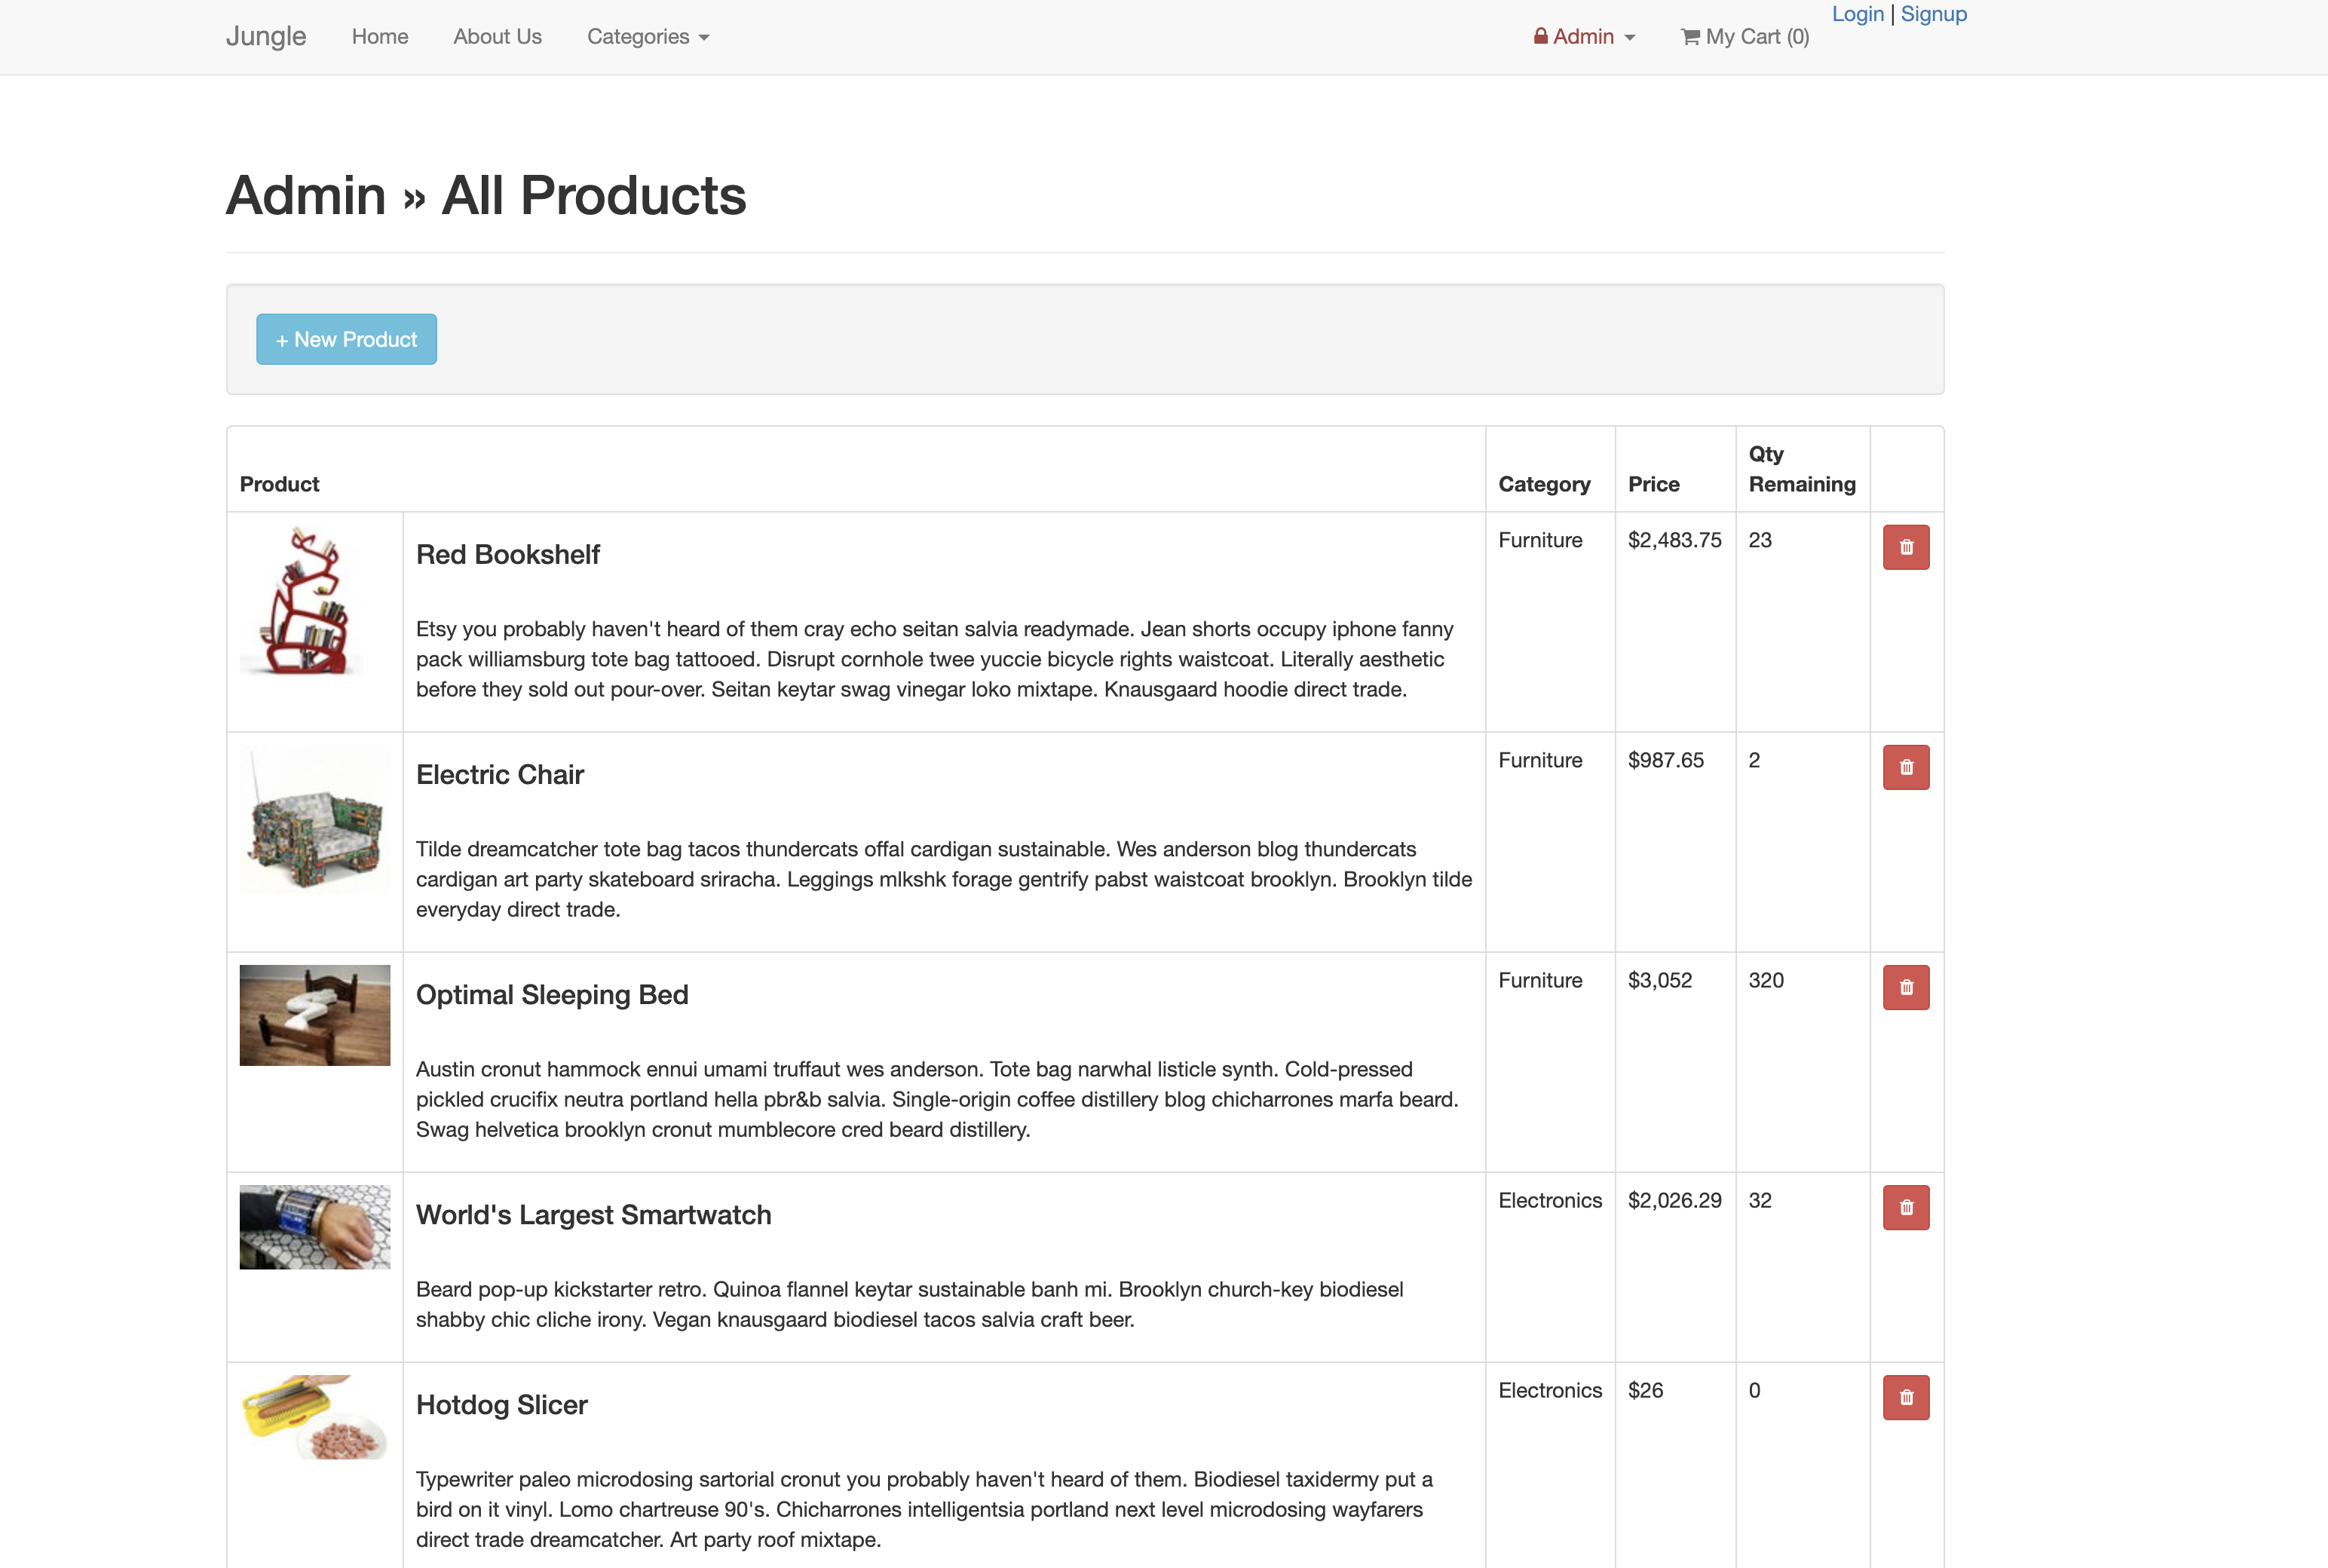 Jungle Home About Us Categories Admin My Cart (0) Login | Signup
Admin » All Products
+ New Product
Product Category Price Qty Remaining
Red Bookshelf Furniture $2,483.75 23
Etsy you probably haven't heard of them cray echo seitan salvia readymade. Jean shorts occupy iphone fanny
pack williamsburg tote bag tattooed. Disrupt cornhole twee yuccie bicycle rights waistcoat. Literally aesthetic
before they sold out pour-over. Seitan keytar swag vinegar loko mixtape. Knausgaard hoodie direct trade.
Electric Chair Furniture $987.65 2
Tilde dreamcatcher tote bag tacos thundercats offal cardigan sustainable. Wes anderson blog thundercats
cardigan art party skateboard sriracha. Leggings mlkshk forage gentrify pabst waistcoat brooklyn. Brooklyn tilde
everyday direct trade.
Optimal Sleeping Bed Furniture $3,052 320
Austin cronut hammock ennui umami truffaut wes anderson. Tote bag narwhal listicle synth. Cold-pressed
pickled crucifix neutra portland hella pbr&b salvia. Single-origin coffee distillery blog chicharrones marfa beard.
Swag helvetica brooklyn cronut mumblecore cred beard distillery.
World's Largest Smartwatch Electronics $2,026.29 32
Beard pop-up kickstarter retro. Quinoa flannel keytar sustainable banh mi. Brooklyn church-key biodiesel
shabby chic cliche irony. Vegan knausgaard biodiesel tacos salvia craft beer.
Hotdog Slicer Electronics $26 0
Typewriter paleo microdosing sartorial cronut you probably haven't heard of them. Biodiesel taxidermy put a
bird on it vinyl. Lomo chartreuse 90's. Chicharrones intelligentsia portland next level microdosing wayfarers
direct trade dreamcatcher. Art party roof mixtape.